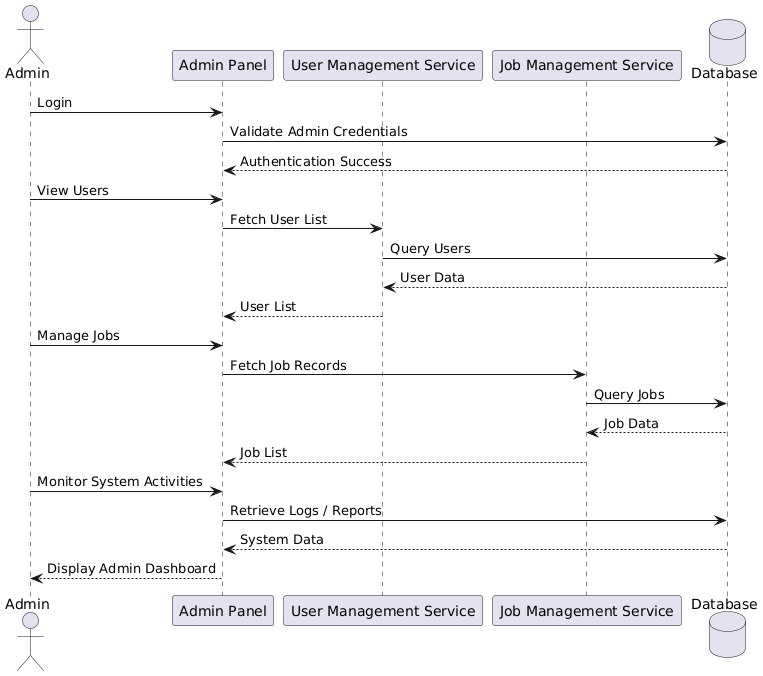 Admin
Admin Panel
User Management Service
Job Management Service
Database
Login
Validate Admin Credentials
Authentication Success
View Users
Fetch User List
Query Users
User Data
User List
Manage Jobs
Fetch Job Records
Query Jobs
Job Data
Job List
Monitor System Activities
Retrieve Logs / Reports
System Data
Display Admin Dashboard
Admin
Admin Panel
User Management Service
Job Management Service
Database